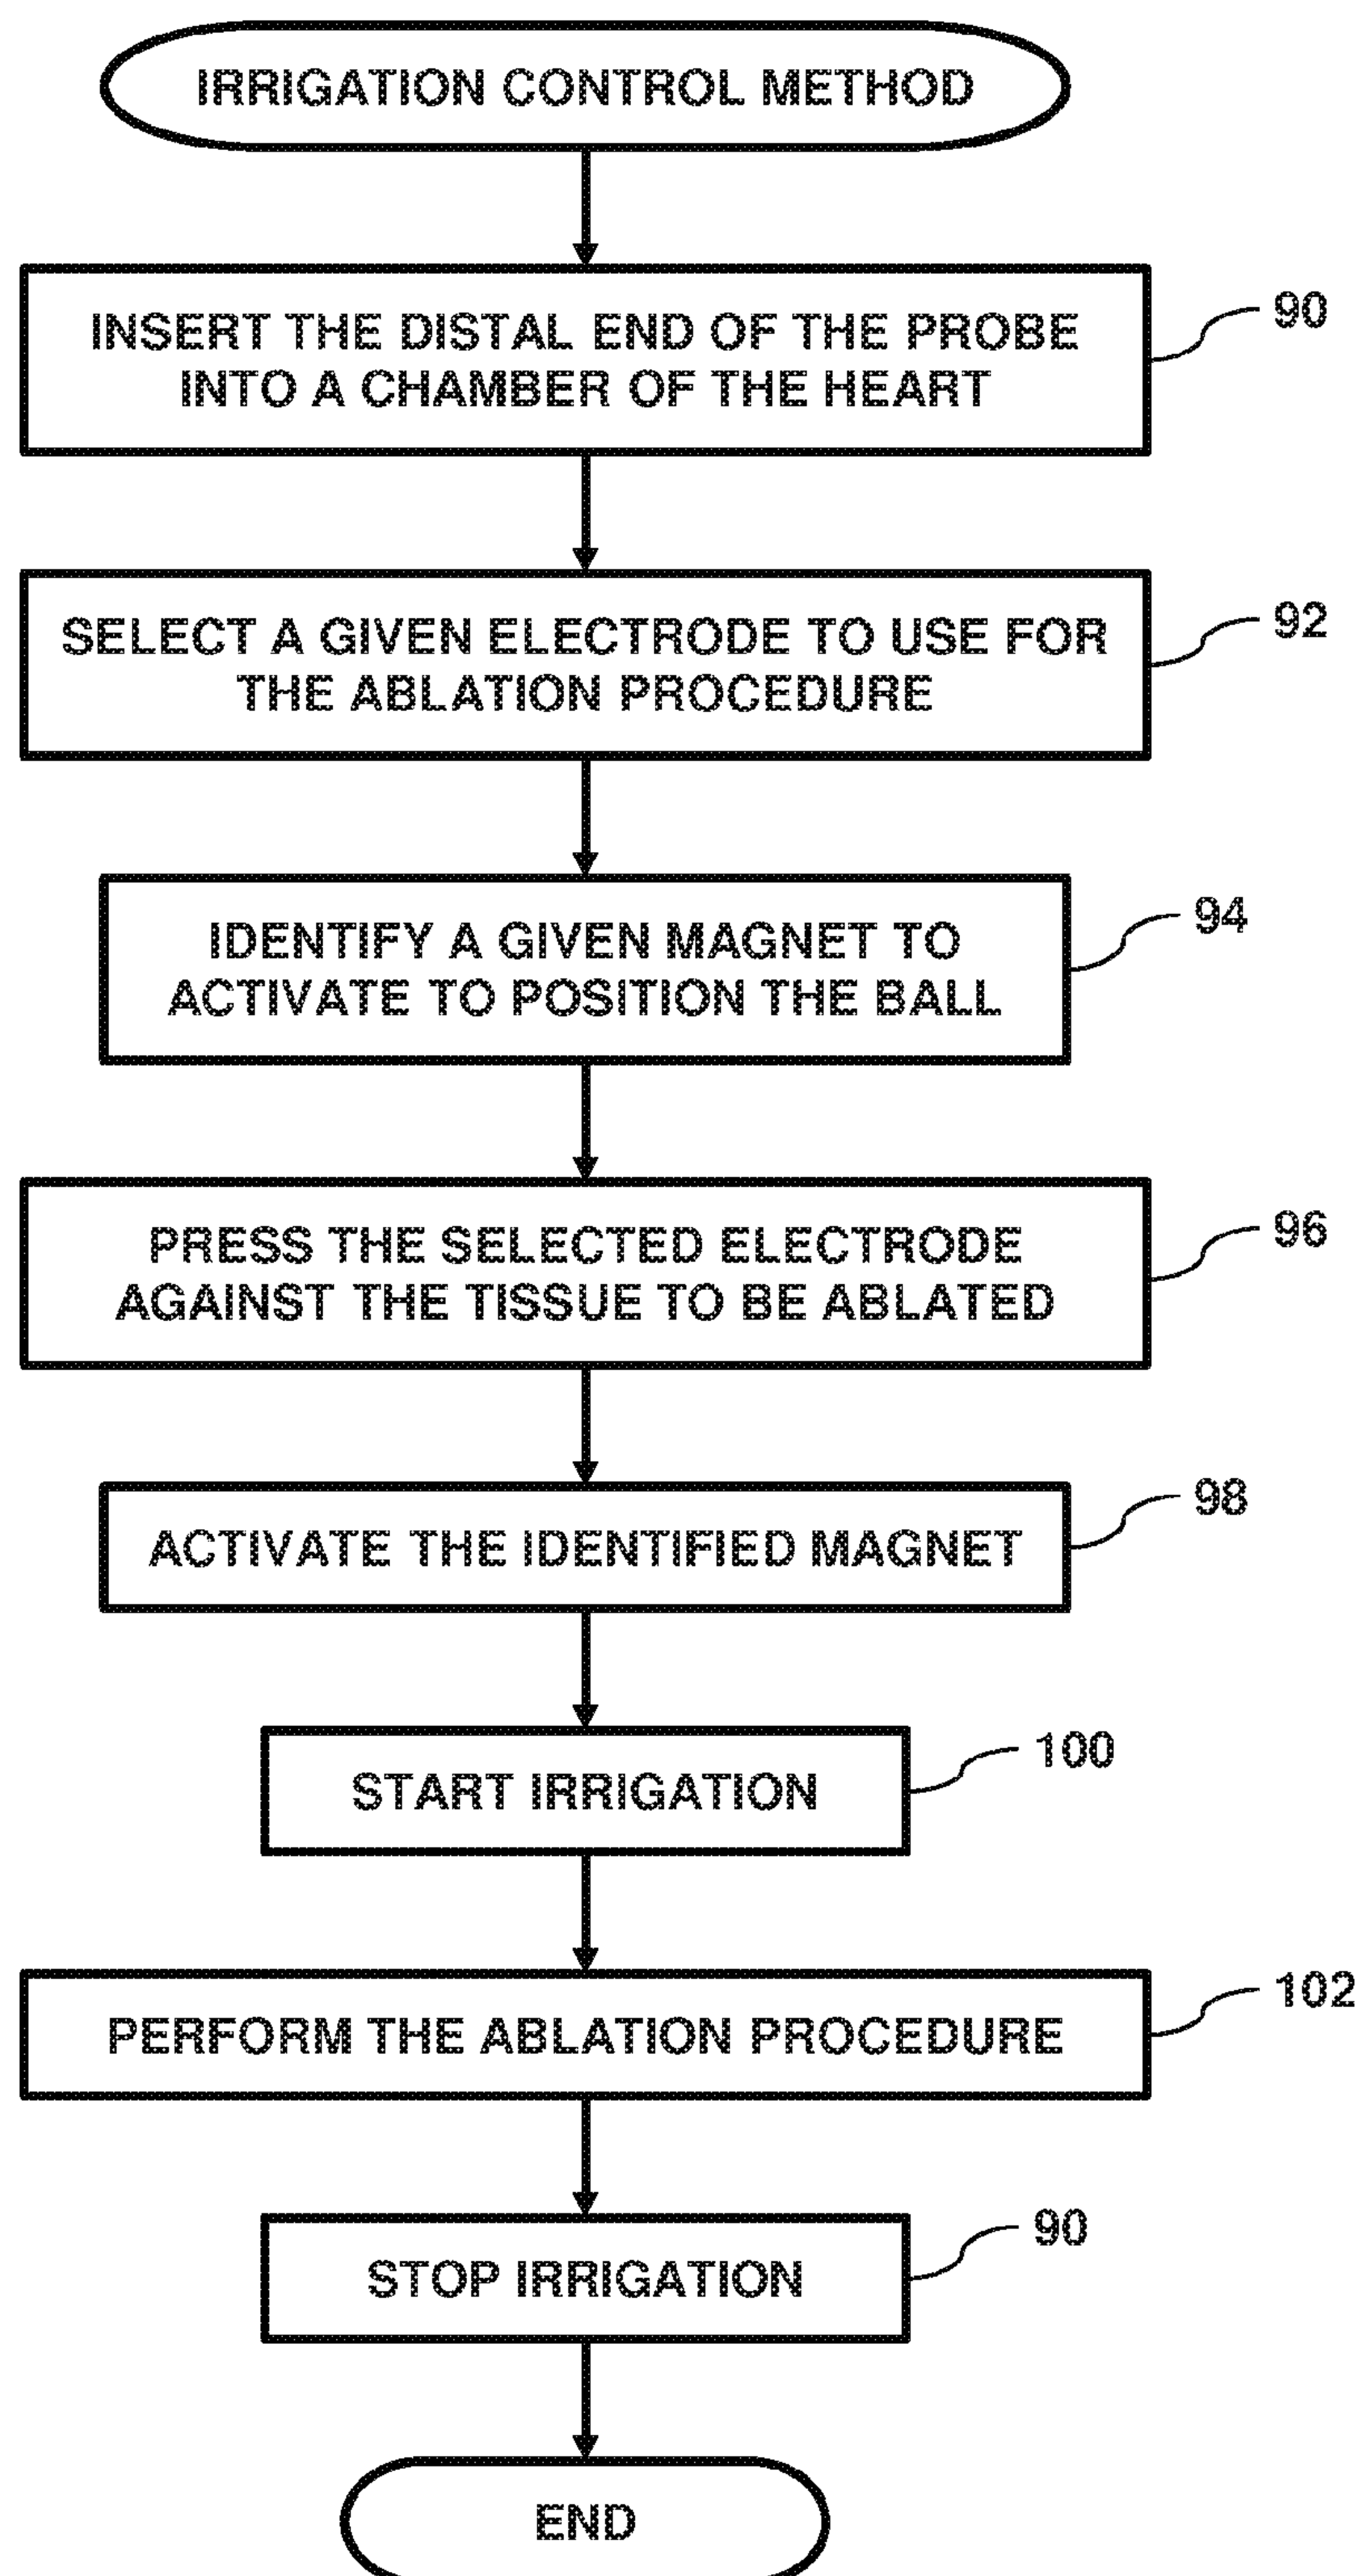 IRRIGATION CONTROL METHOD
INSERT THE DISTAL END OF THE PROBE
INTO A CHAMBER OF THE HEART
90
SELECT A GIVEN ELECTRODE TO USE FOR
THE ABLATION PROCEDURE
92
IDENTIFY A GIVEN MAGNET TO
ACTIVATE TO POSITION THE BALL
94
PRESS THE SELECTED ELECTRODE
AGAINST THE TISSUE TO BE ABLATED
96
ACTIVATE THE IDENTIFIED MAGNET
98
START IRRIGATION
100
PERFORM THE ABLATION PROCEDURE
102
STOP IRRIGATION
90
END